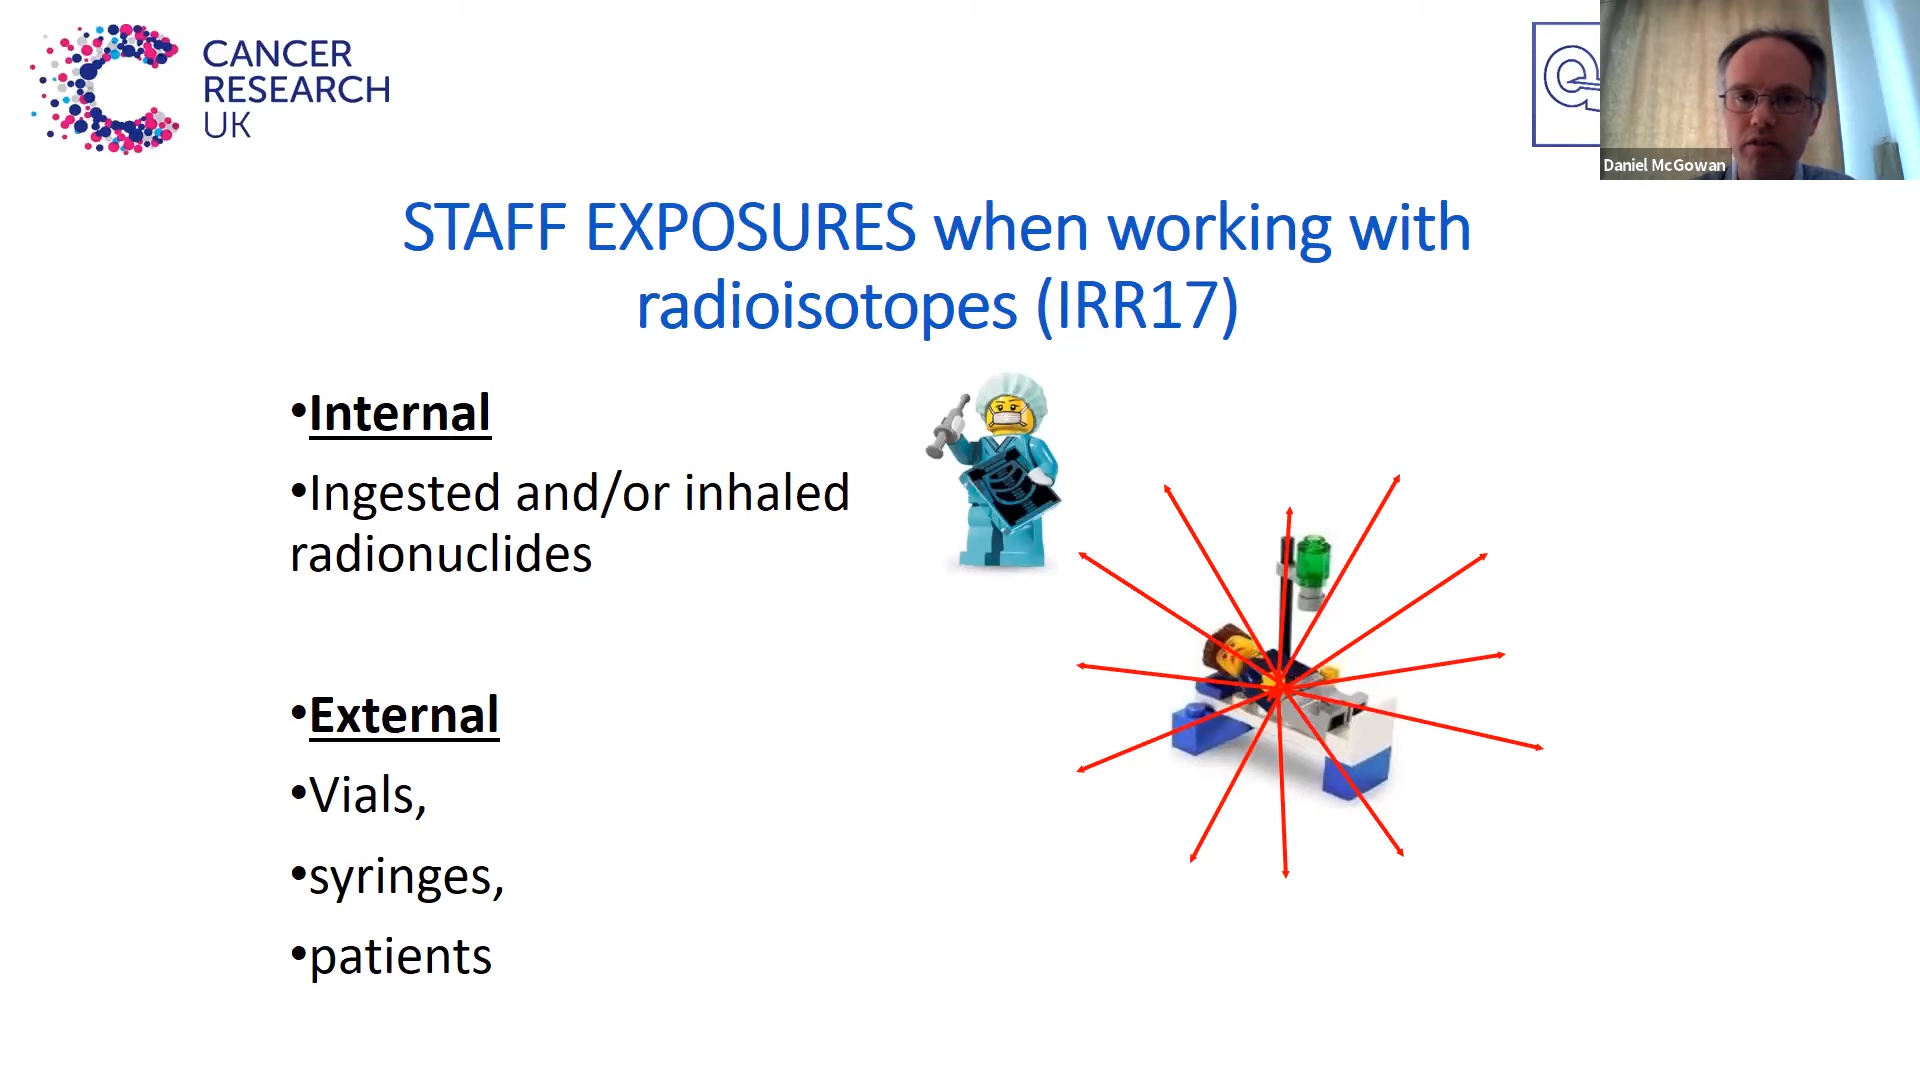 CANCER
RESEARCH
UK
Daniel McGowan
STAFF EXPOSURES when working with
radioisotopes (IRR17)
•Internal
•Ingested and/or inhaled
radionuclides
•External
•Vials,
•syringes,
•patients